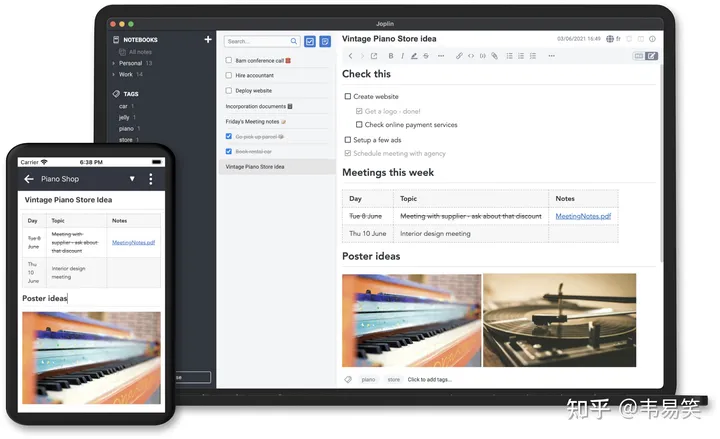 Joplin
NOTEBOOKS
All notes
Personal 13
Work 14
TAGS
car 1
jelly 1
piano 1
store
Search...
8am conference call
Hire accountant
Deploy website
Incorporation documents
Friday's Meeting notes
Go pick up parcel
Book rental car
Vintage Piano Store idea
Vintage Piano Store idea
03/06/2021 16:49 fr
Check this
Create website
Get a logo - done!
Check online payment services
Setup a few ads
Schedule meeting with agency
Meetings this week
Day Topic Notes
Tue 8 June Meeting with supplier - ask about that discount MeetingNotes.pdf
Thu 10 June Interior design meeting
Poster ideas
piano store Click to add tags...
Carrier 6:38 PM
Piano Shop
Vintage Piano Store Idea
Day Topic Notes
Tue 8 June
Meeting with supplier - ask about that discount
MeetingNotes.pdf
Thu 10 June
Interior design meeting
Poster ideas
知乎 @韦易笑